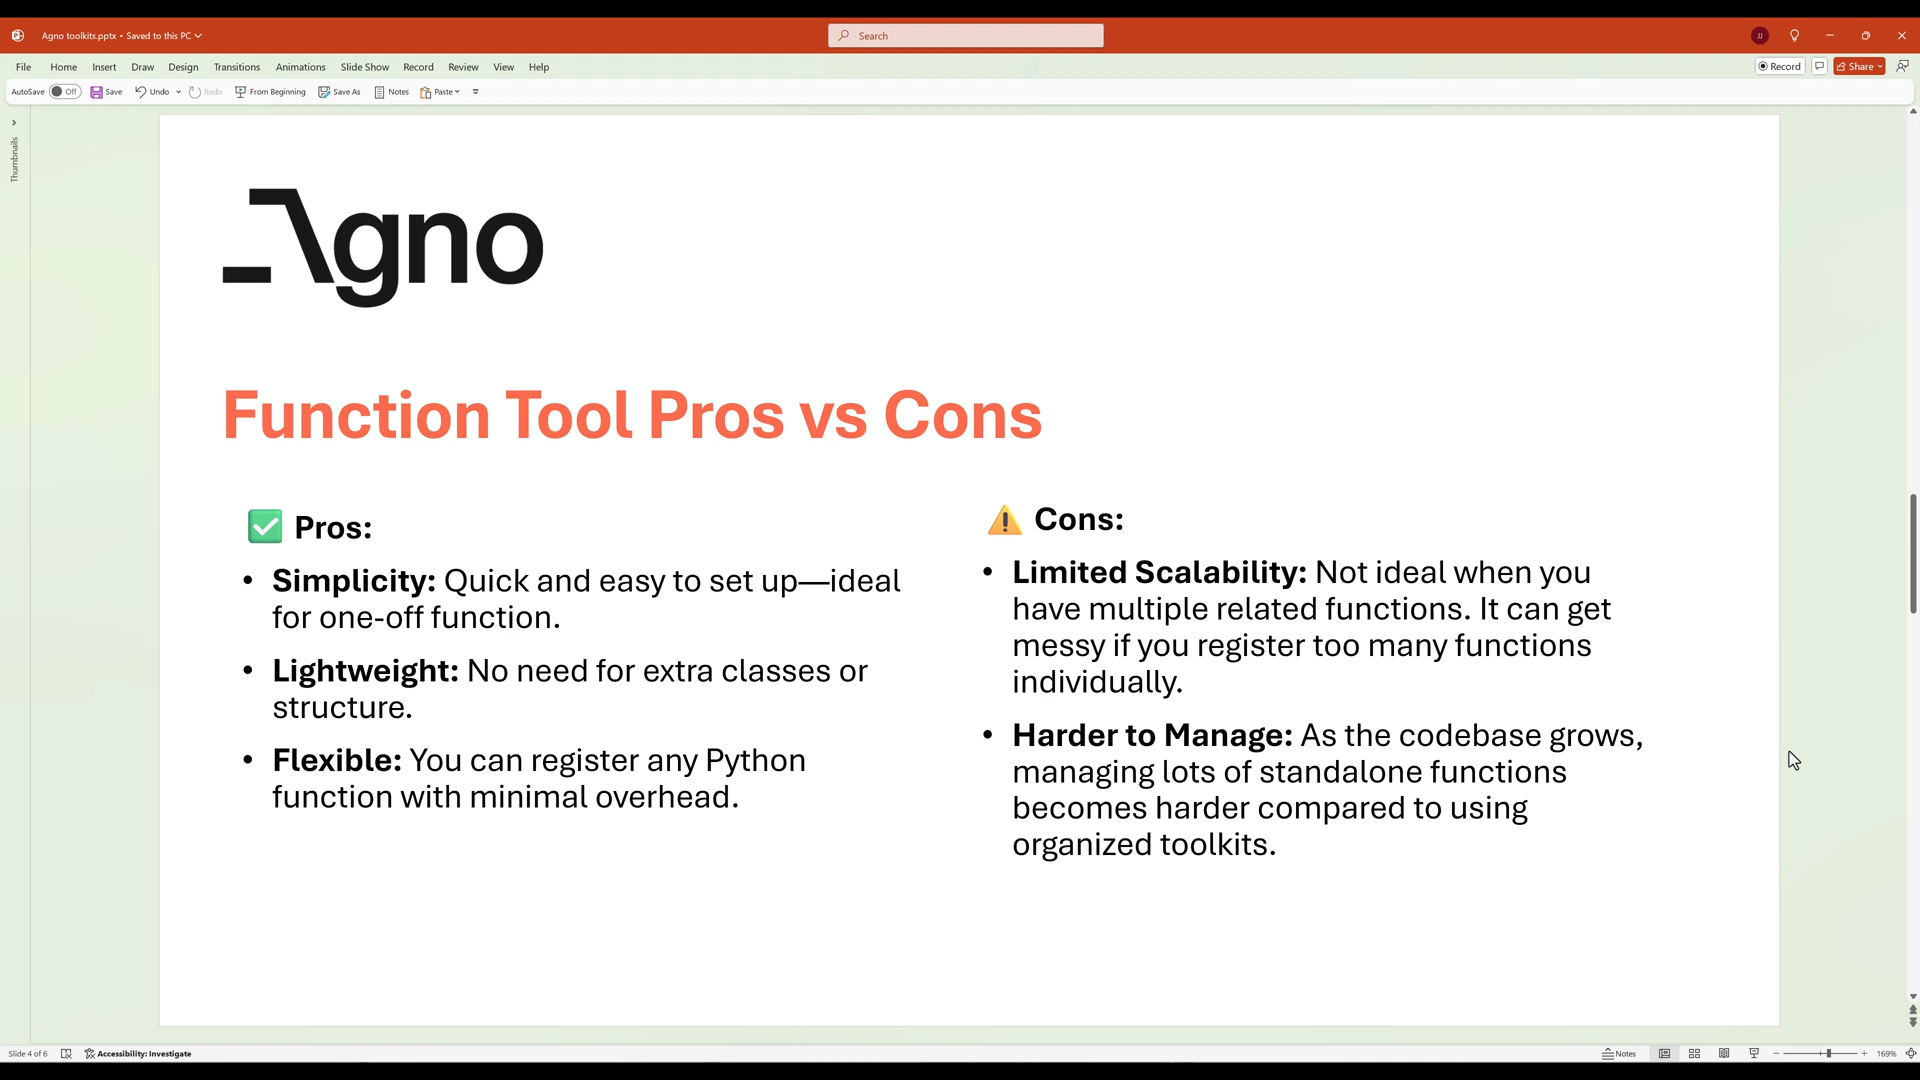 Agno toolkits.pptx • Saved to this PC
Search
JJ
File Home Insert Draw Design Transitions Animations Slide Show Record Review View Help
Record
Share
AutoSave Off Save Undo Redo From Beginning Save As Notes Paste
Thumbnails
Agno
Function Tool Pros vs Cons
✅ Pros:
• Simplicity: Quick and easy to set up—ideal
for one-off function.
• Lightweight: No need for extra classes or
structure.
• Flexible: You can register any Python
function with minimal overhead.
⚠️ Cons:
• Limited Scalability: Not ideal when you
have multiple related functions. It can get
messy if you register too many functions
individually.
• Harder to Manage: As the codebase grows,
managing lots of standalone functions
becomes harder compared to using
organized toolkits.
Slide 4 of 6
Accessibility: Investigate
Notes
169%